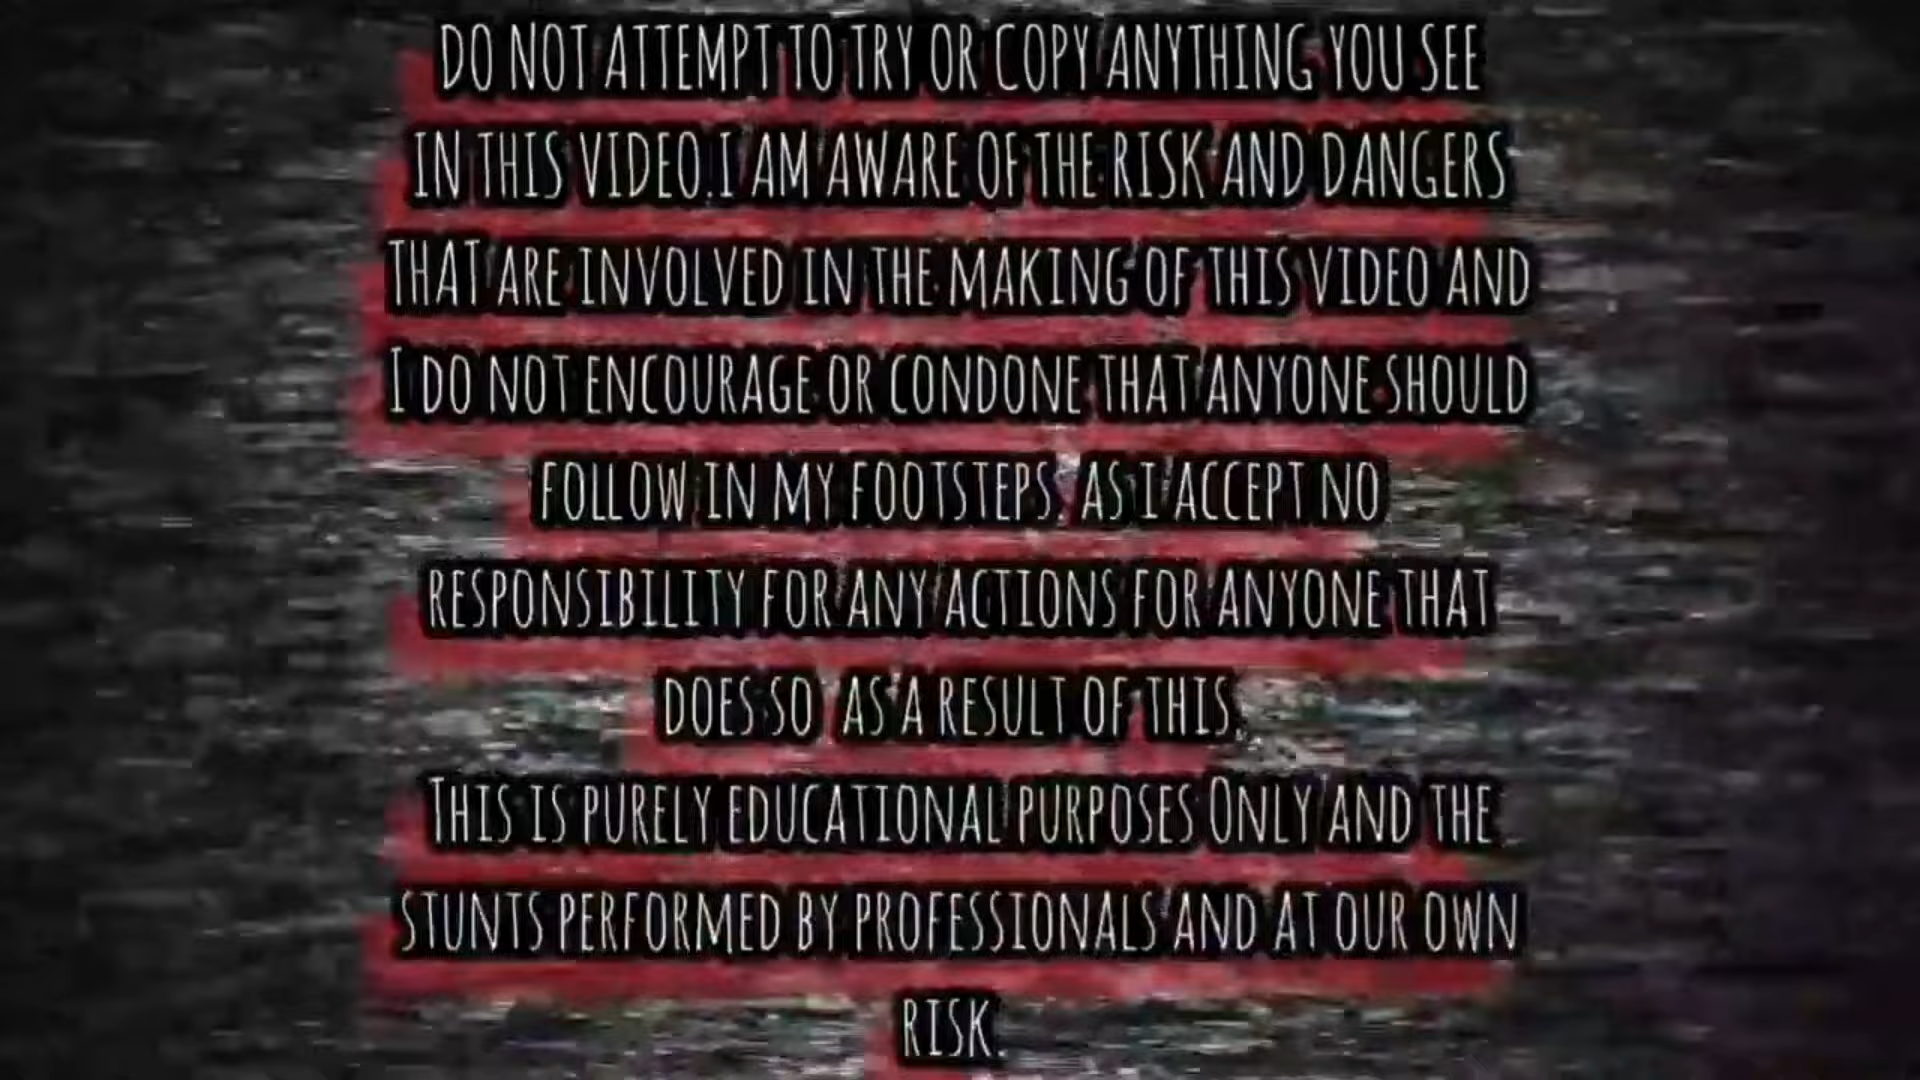 DO NOT ATTEMPT TO TRY OR COPY ANYTHING YOU SEE
IN THIS VIDEO.I AM AWARE OF THE RISK AND DANGERS
THAT ARE INVOLVED IN THE MAKING OF THIS VIDEO AND
I DO NOT ENCOURAGE OR CONDONE THAT ANYONE SHOULD
FOLLOW IN MY FOOTSTEPS. AS I ACCEPT NO
RESPONSIBILITY FOR ANY ACTIONS FOR ANYONE THAT
DOES SO AS A RESULT OF THIS.
THIS IS PURELY EDUCATIONAL PURPOSES ONLY AND THE
STUNTS PERFORMED BY PROFESSIONALS AND AT OUR OWN
RISK.